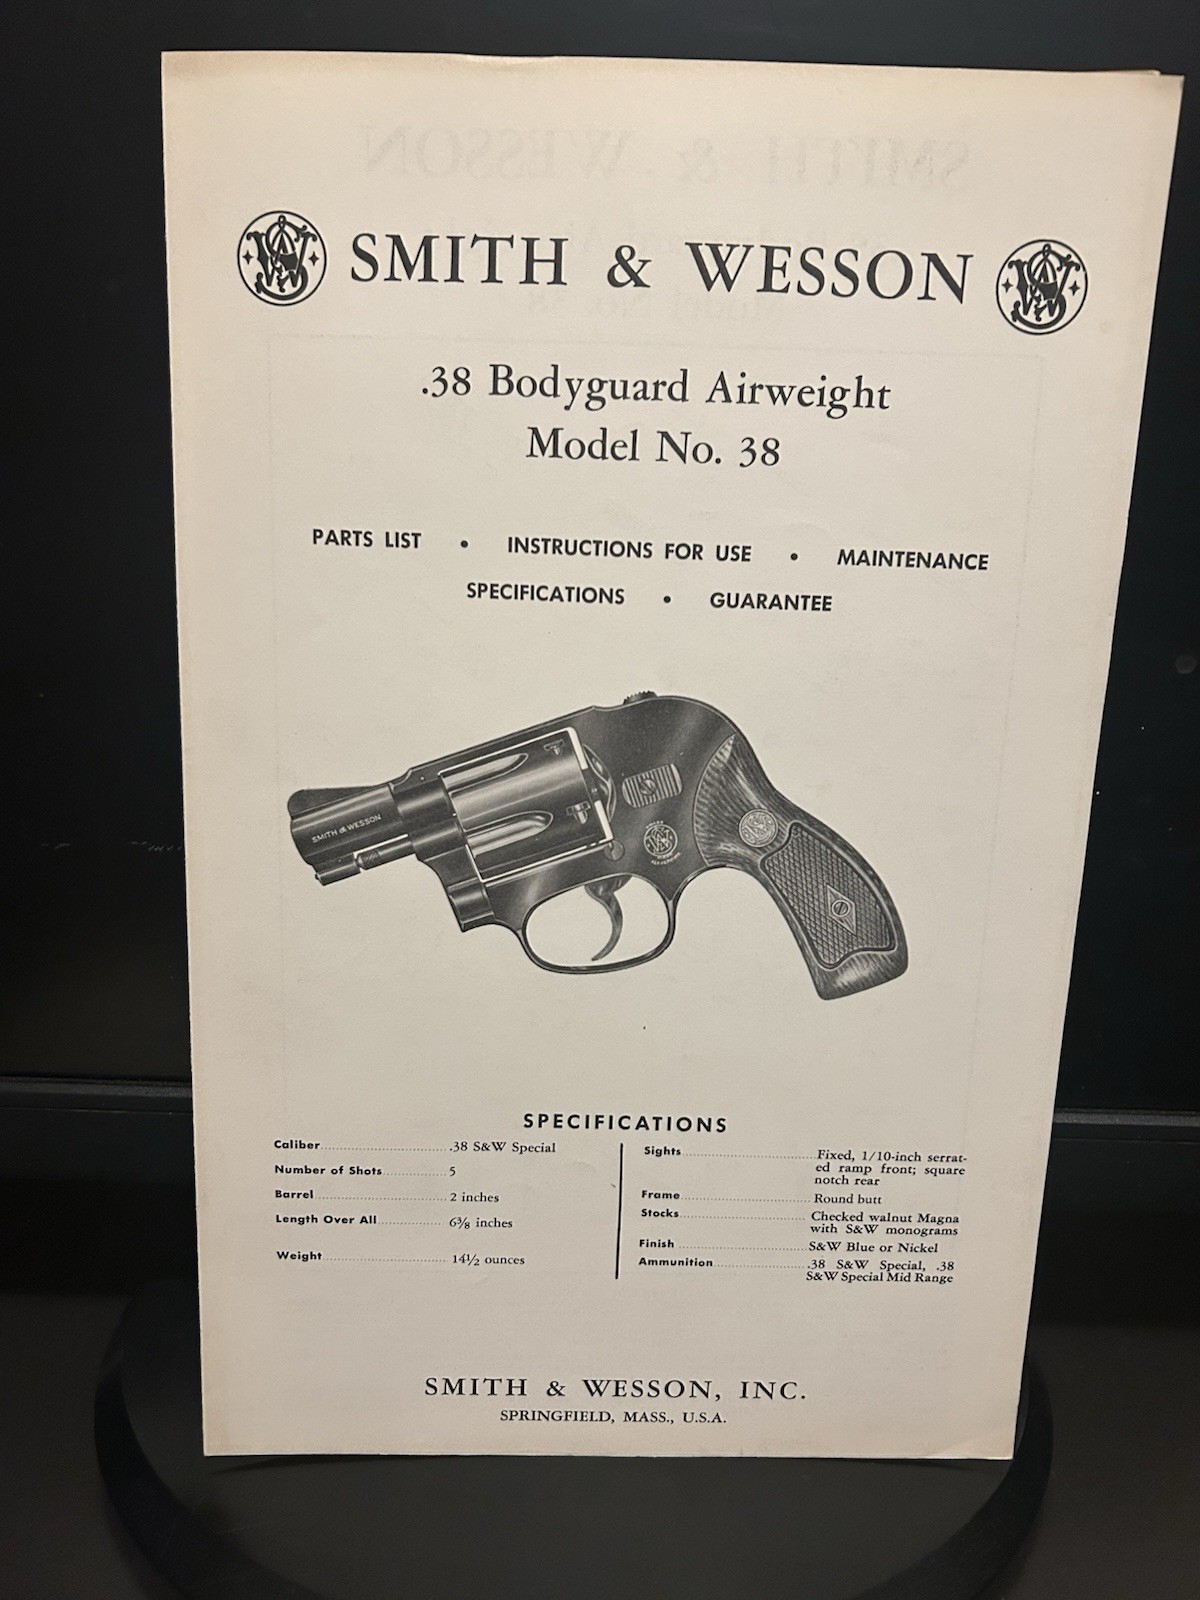 SMITH & WESSON
.38 Bodyguard Airweight
Model No. 38
PARTS LIST • INSTRUCTIONS FOR USE • MAINTENANCE
SPECIFICATIONS • GUARANTEE
SMITH & WESSON
SPECIFICATIONS
Caliber .38 S&W Special
Number of Shots 5
Barrel 2 inches
Length Over All 6⅜ inches
Weight 14½ ounces
Sights Fixed, 1/10-inch serrat-
ed ramp front; square
notch rear
Frame Round butt
Stocks Checked walnut Magna
with S&W monograms
Finish S&W Blue or Nickel
Ammunition .38 S&W Special, .38
S&W Special Mid Range
SMITH & WESSON, INC.
SPRINGFIELD, MASS., U.S.A.